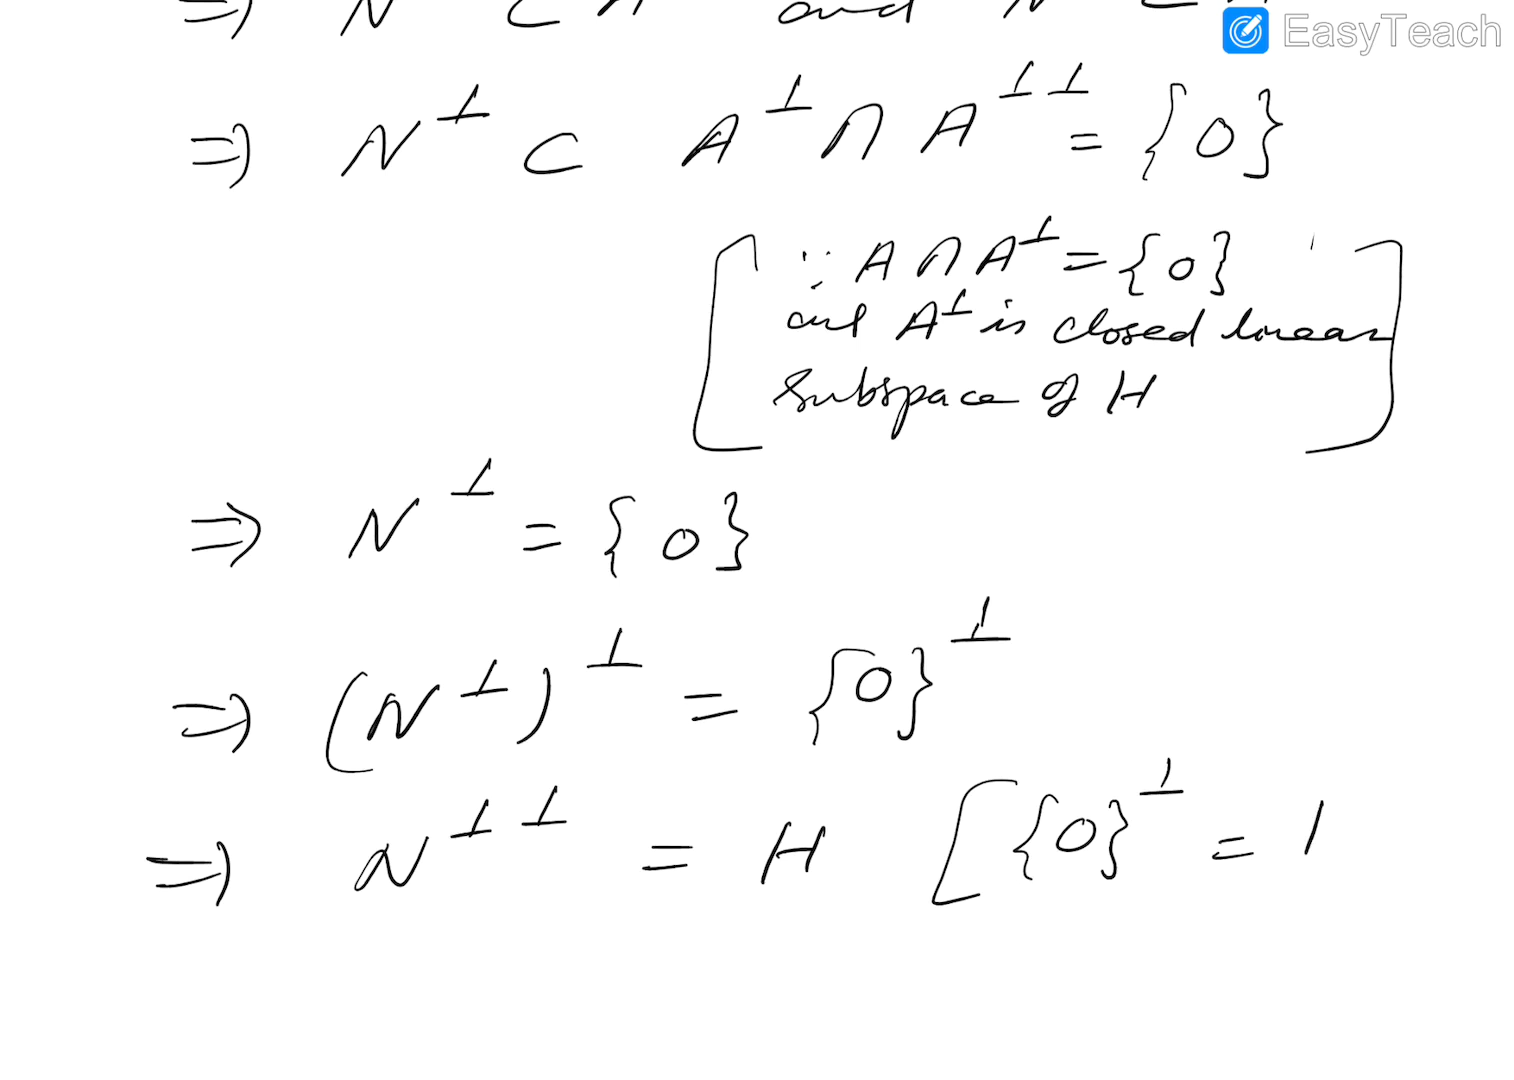 EasyTeach
⇒ N^⊥ ⊂ A^⊥ ∩ A^⊥⊥ = {0}
[∵ A ∩ A^⊥ = {0}
and A^⊥ is closed linear
subspace of H]
⇒ N^⊥ = {0}
⇒ (N^⊥)^⊥ = {0}^⊥
⇒ N^⊥⊥ = H [{0}^⊥ = I